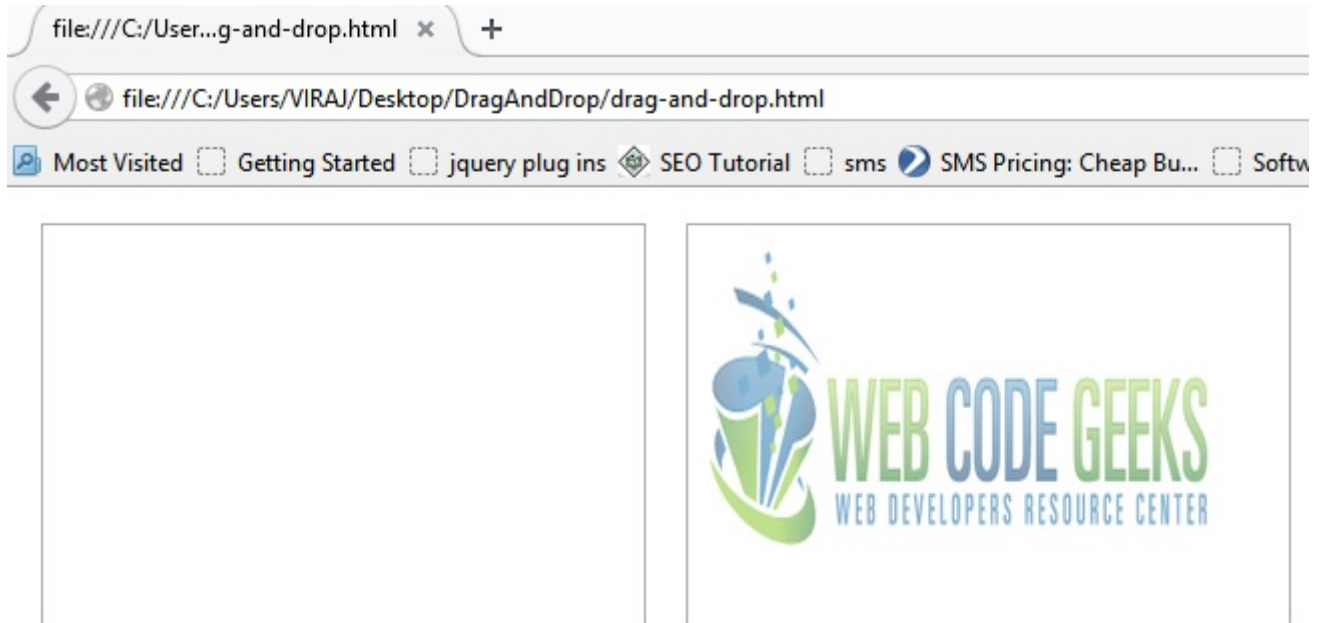 file:///C:/User...g-and-drop.html
file:///C:/Users/VIRAJ/Desktop/DragAndDrop/drag-and-drop.html
Most Visited Getting Started jquery plug ins SEO Tutorial sms SMS Pricing: Cheap Bu... Softw
WEB CODE GEEKS
WEB DEVELOPERS RESOURCE CENTER